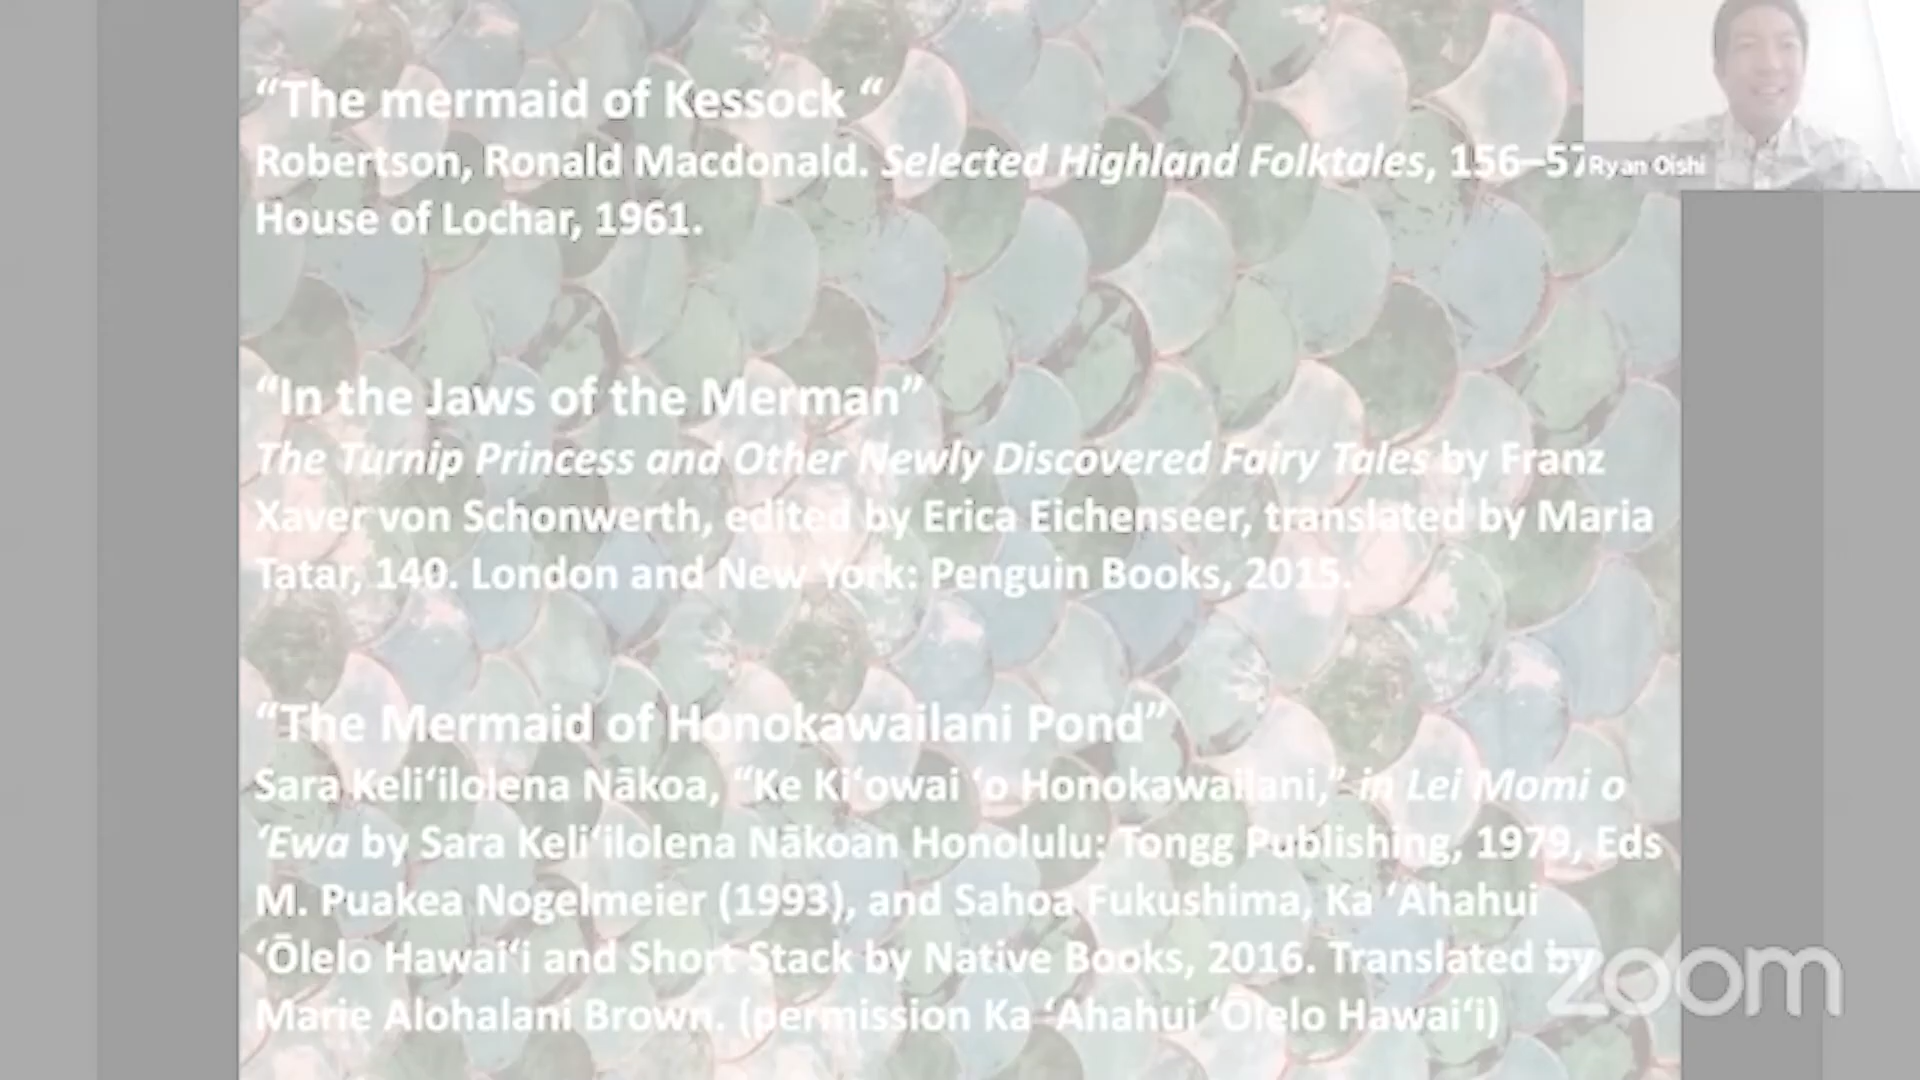 “The mermaid of Kessock “
Robertson, Ronald Macdonald. Selected Highland Folktales, 156–57
House of Lochar, 1961.
Ryan Oishi
“In the Jaws of the Merman”
The Turnip Princess and Other Newly Discovered Fairy Tales by Franz
Xaver von Schonwerth, edited by Erica Eichenseer, translated by Maria
Tatar, 140. London and New York: Penguin Books, 2015.
“The Mermaid of Honokawailani Pond”
Sara Keliʻilolena Nākoa, “Ke Kiʻowai ʻo Honokawailani,” in Lei Momi o
ʻEwa by Sara Keliʻilolena Nākoan Honolulu: Tongg Publishing, 1979, Eds
M. Puakea Nogelmeier (1993), and Sahoa Fukushima, Ka ʻAhahui
ʻŌlelo Hawaiʻi and Short Stack by Native Books, 2016. Translated by
Marie Alohalani Brown. (permission Ka ʻAhahui ʻŌlelo Hawaiʻi)
zoom